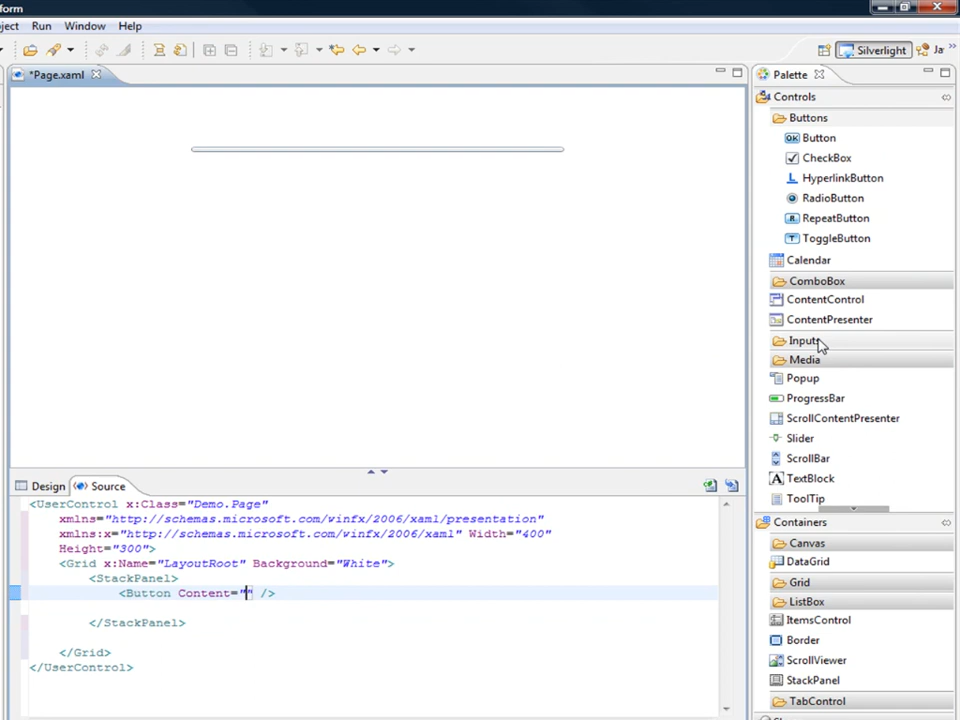 form
ject Run Window Help
Silverlight Ja
*Page.xaml
Palette
Controls
Buttons
Button
CheckBox
HyperlinkButton
RadioButton
RepeatButton
ToggleButton
Calendar
ComboBox
ContentControl
ContentPresenter
Inputs
Media
Popup
ProgressBar
ScrollContentPresenter
Slider
ScrollBar
TextBlock
ToolTip
Containers
Canvas
DataGrid
Grid
ListBox
ItemsControl
Border
ScrollViewer
StackPanel
TabControl
Design Source
<UserControl x:Class="Demo.Page"
xmlns="http://schemas.microsoft.com/winfx/2006/xaml/presentation"
xmlns:x="http://schemas.microsoft.com/winfx/2006/xaml" Width="400"
Height="300">
<Grid x:Name="LayoutRoot" Background="White">
<StackPanel>
<Button Content="" />
</StackPanel>
</Grid>
</UserControl>